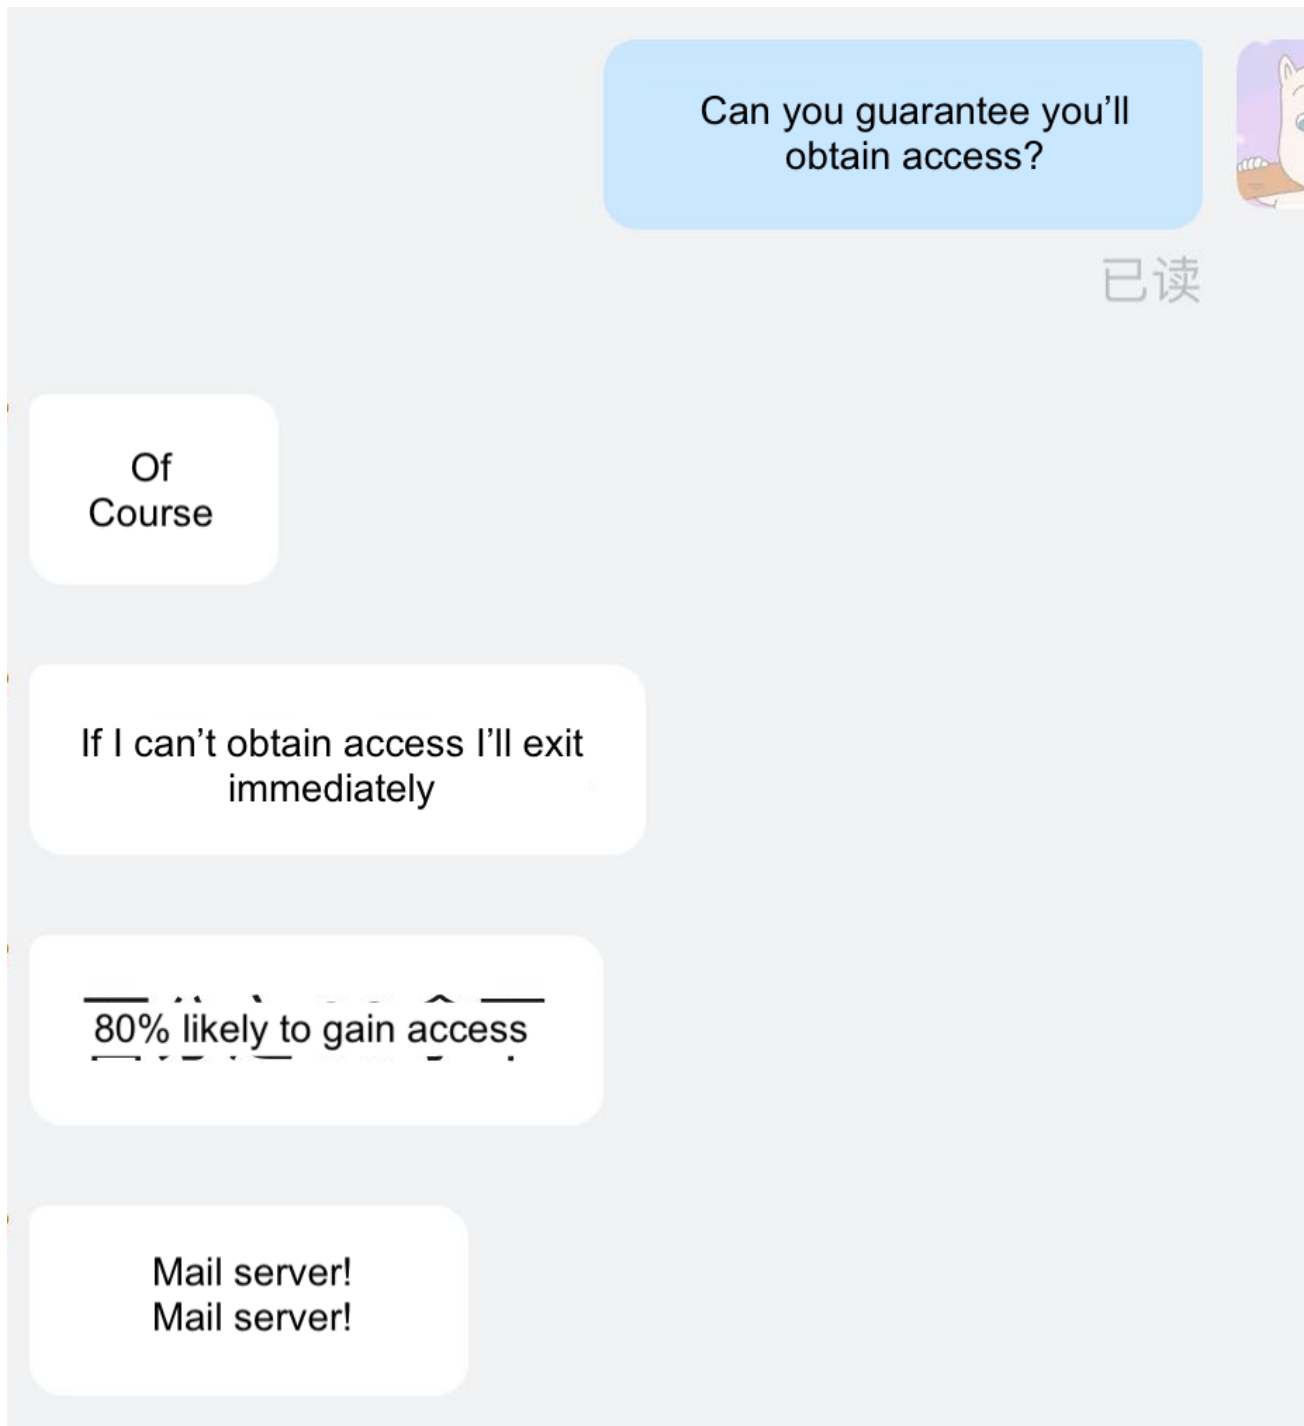 Can you guarantee you’ll
obtain access?
已读
Of
Course
If I can’t obtain access I’ll exit
immediately
80% likely to gain access
Mail server!
Mail server!